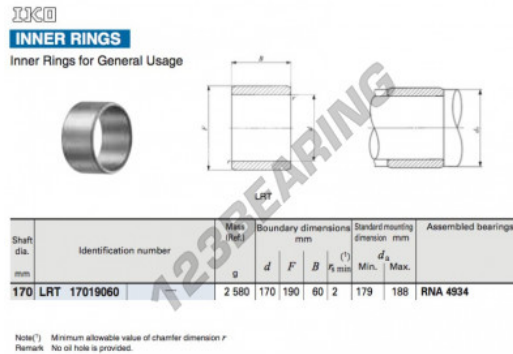 IKO
INNER RINGS
Inner Rings for General Usage
B
F
d
r
r
da
LRT
123BEARING
Shaft dia. mm
Identification number
Mass (Ref.) g
Boundary dimensions mm
d F B rs min (1)
Standard mounting dimension mm
da
Min. Max.
Assembled bearings
170 LRT 17019060 — 2 580 170 190 60 2 179 188 RNA 4934
Note(1) Minimum allowable value of chamfer dimension r
Remark No oil hole is provided.